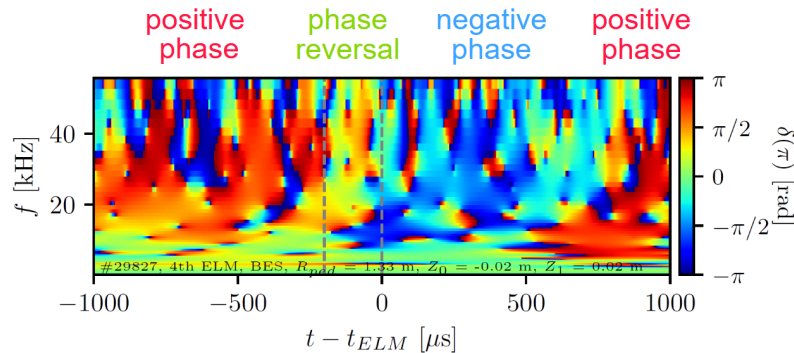 positive phase negative positive
phase reversal phase phase
π
π/2
0
−π/2
−π
δ(π) [rad]
40
20
f [kHz]
#29827, 4th ELM, BES, R_ped = 1.33 m, Z_0 = -0.02 m, Z_1 = 0.02 m
−1000 −500 0 500 1000
t − t_ELM [μs]